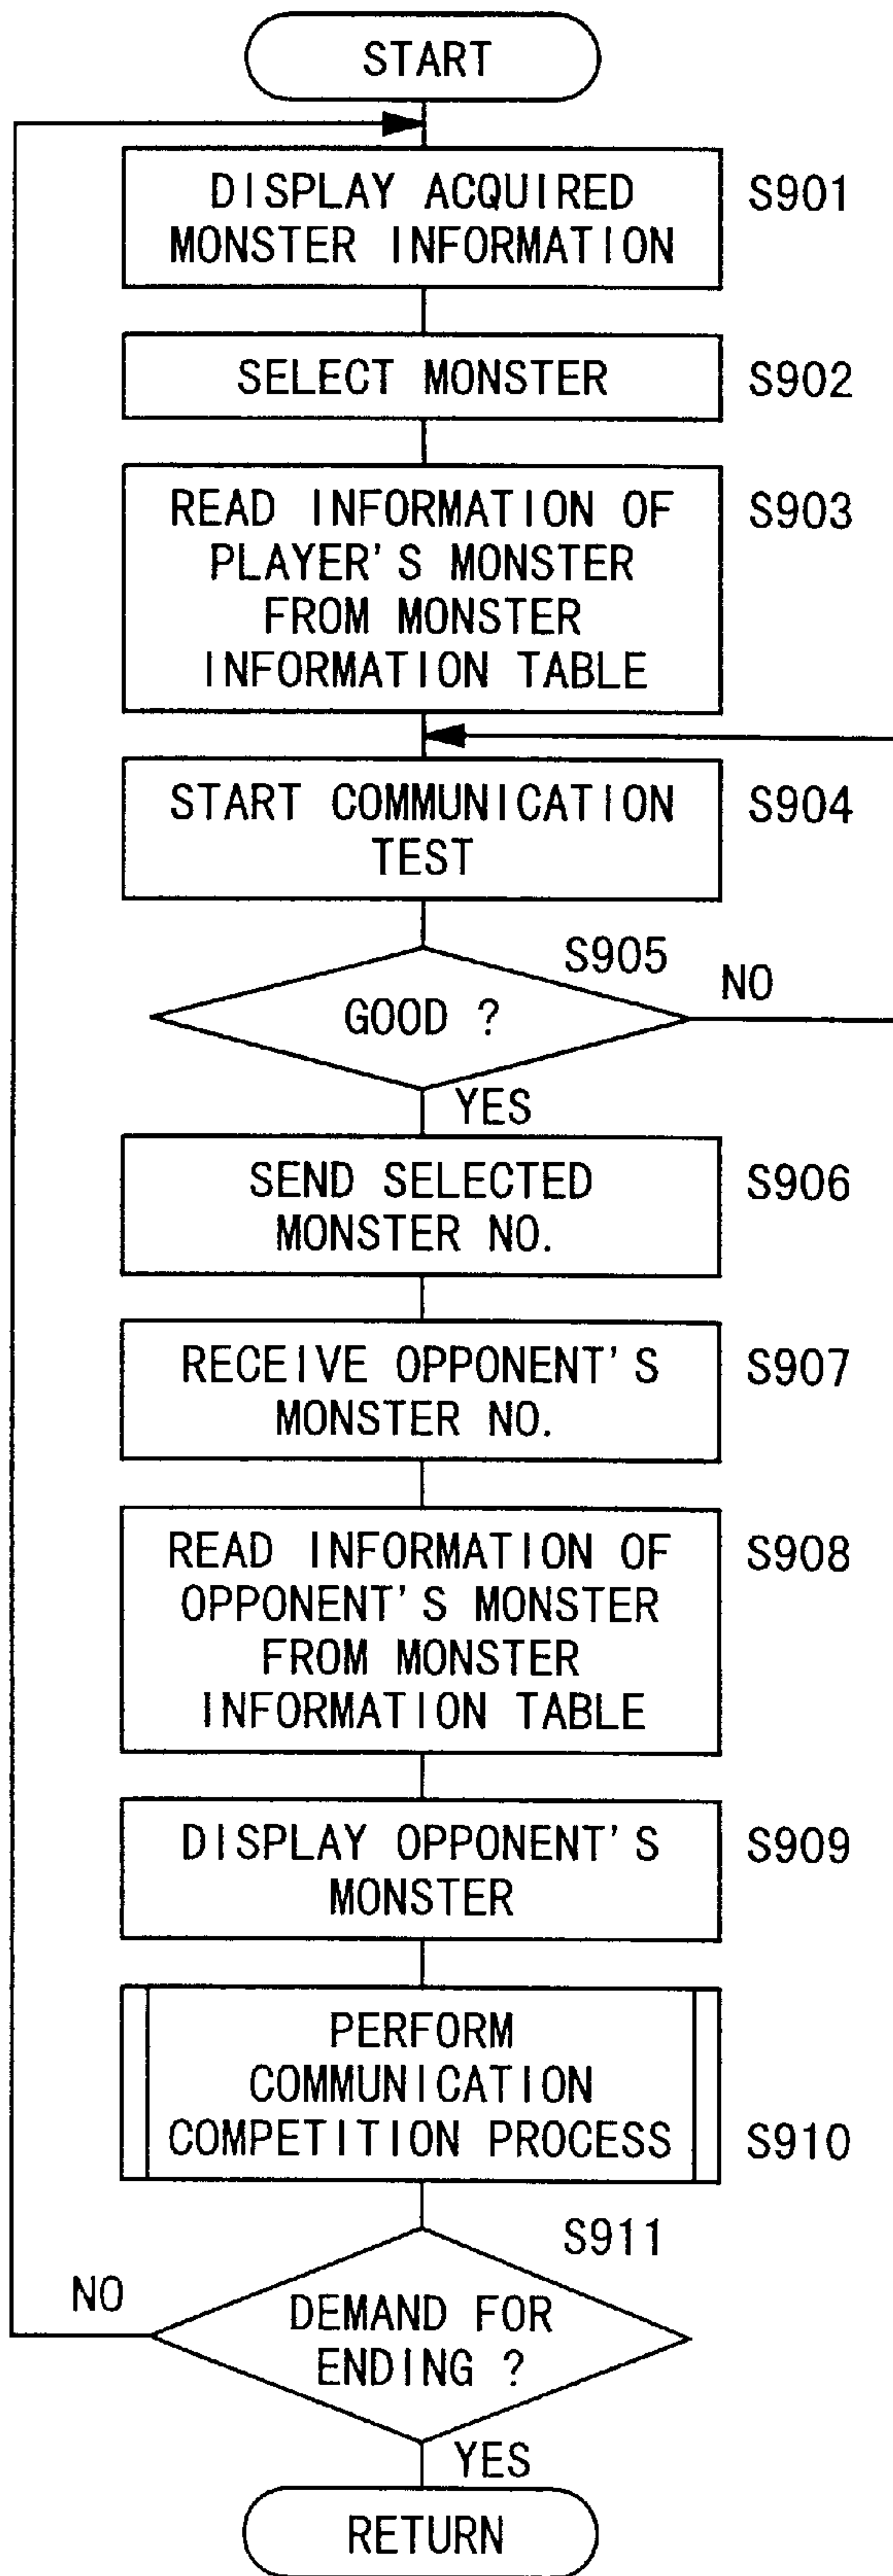 START
DISPLAY ACQUIRED
MONSTER INFORMATION
S901
SELECT MONSTER
S902
READ INFORMATION OF
PLAYER'S MONSTER
FROM MONSTER
INFORMATION TABLE
S903
START COMMUNICATION
TEST
S904
S905
GOOD ?
NO
YES
SEND SELECTED
MONSTER NO.
S906
RECEIVE OPPONENT'S
MONSTER NO.
S907
READ INFORMATION OF
OPPONENT'S MONSTER
FROM MONSTER
INFORMATION TABLE
S908
DISPLAY OPPONENT'S
MONSTER
S909
PERFORM
COMMUNICATION
COMPETITION PROCESS
S910
S911
NO
DEMAND FOR
ENDING ?
YES
RETURN